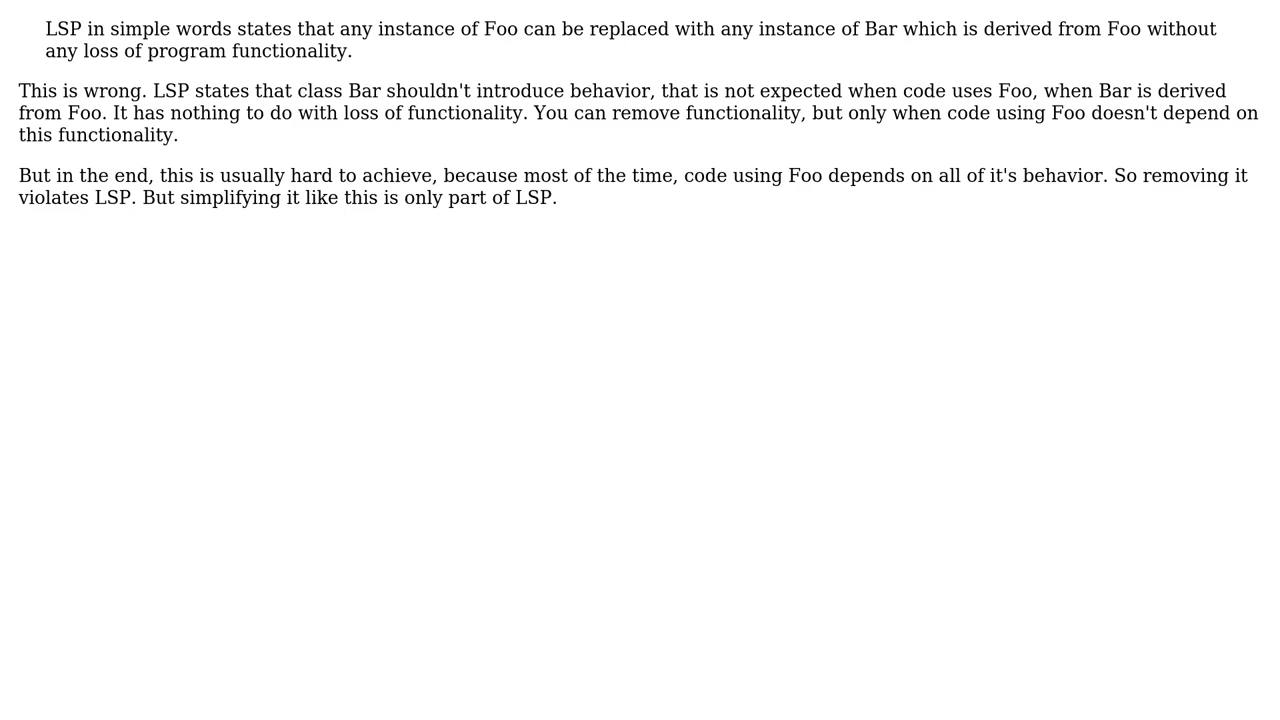 LSP in simple words states that any instance of Foo can be replaced with any instance of Bar which is derived from Foo without
any loss of program functionality.
This is wrong. LSP states that class Bar shouldn't introduce behavior, that is not expected when code uses Foo, when Bar is derived
from Foo. It has nothing to do with loss of functionality. You can remove functionality, but only when code using Foo doesn't depend on
this functionality.
But in the end, this is usually hard to achieve, because most of the time, code using Foo depends on all of it's behavior. So removing it
violates LSP. But simplifying it like this is only part of LSP.